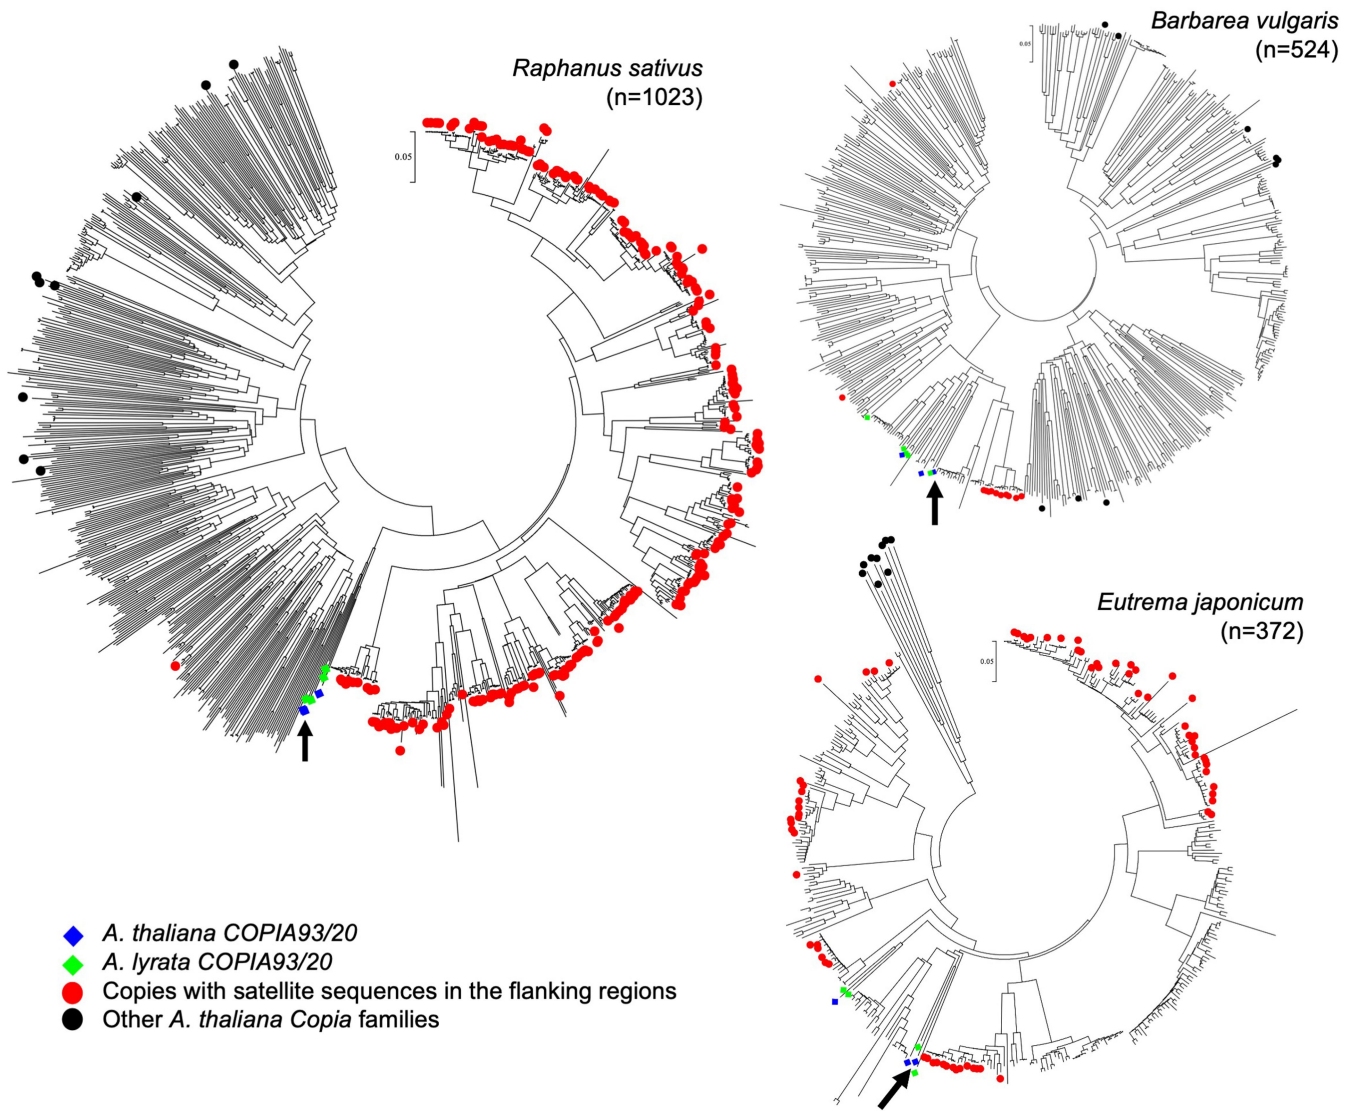 Raphanus sativus
(n=1023)
0.05
Barbarea vulgaris
(n=524)
0.05
Eutrema japonicum
(n=372)
0.05
A. thaliana COPIA93/20
A. lyrata COPIA93/20
Copies with satellite sequences in the flanking regions
Other A. thaliana Copia families